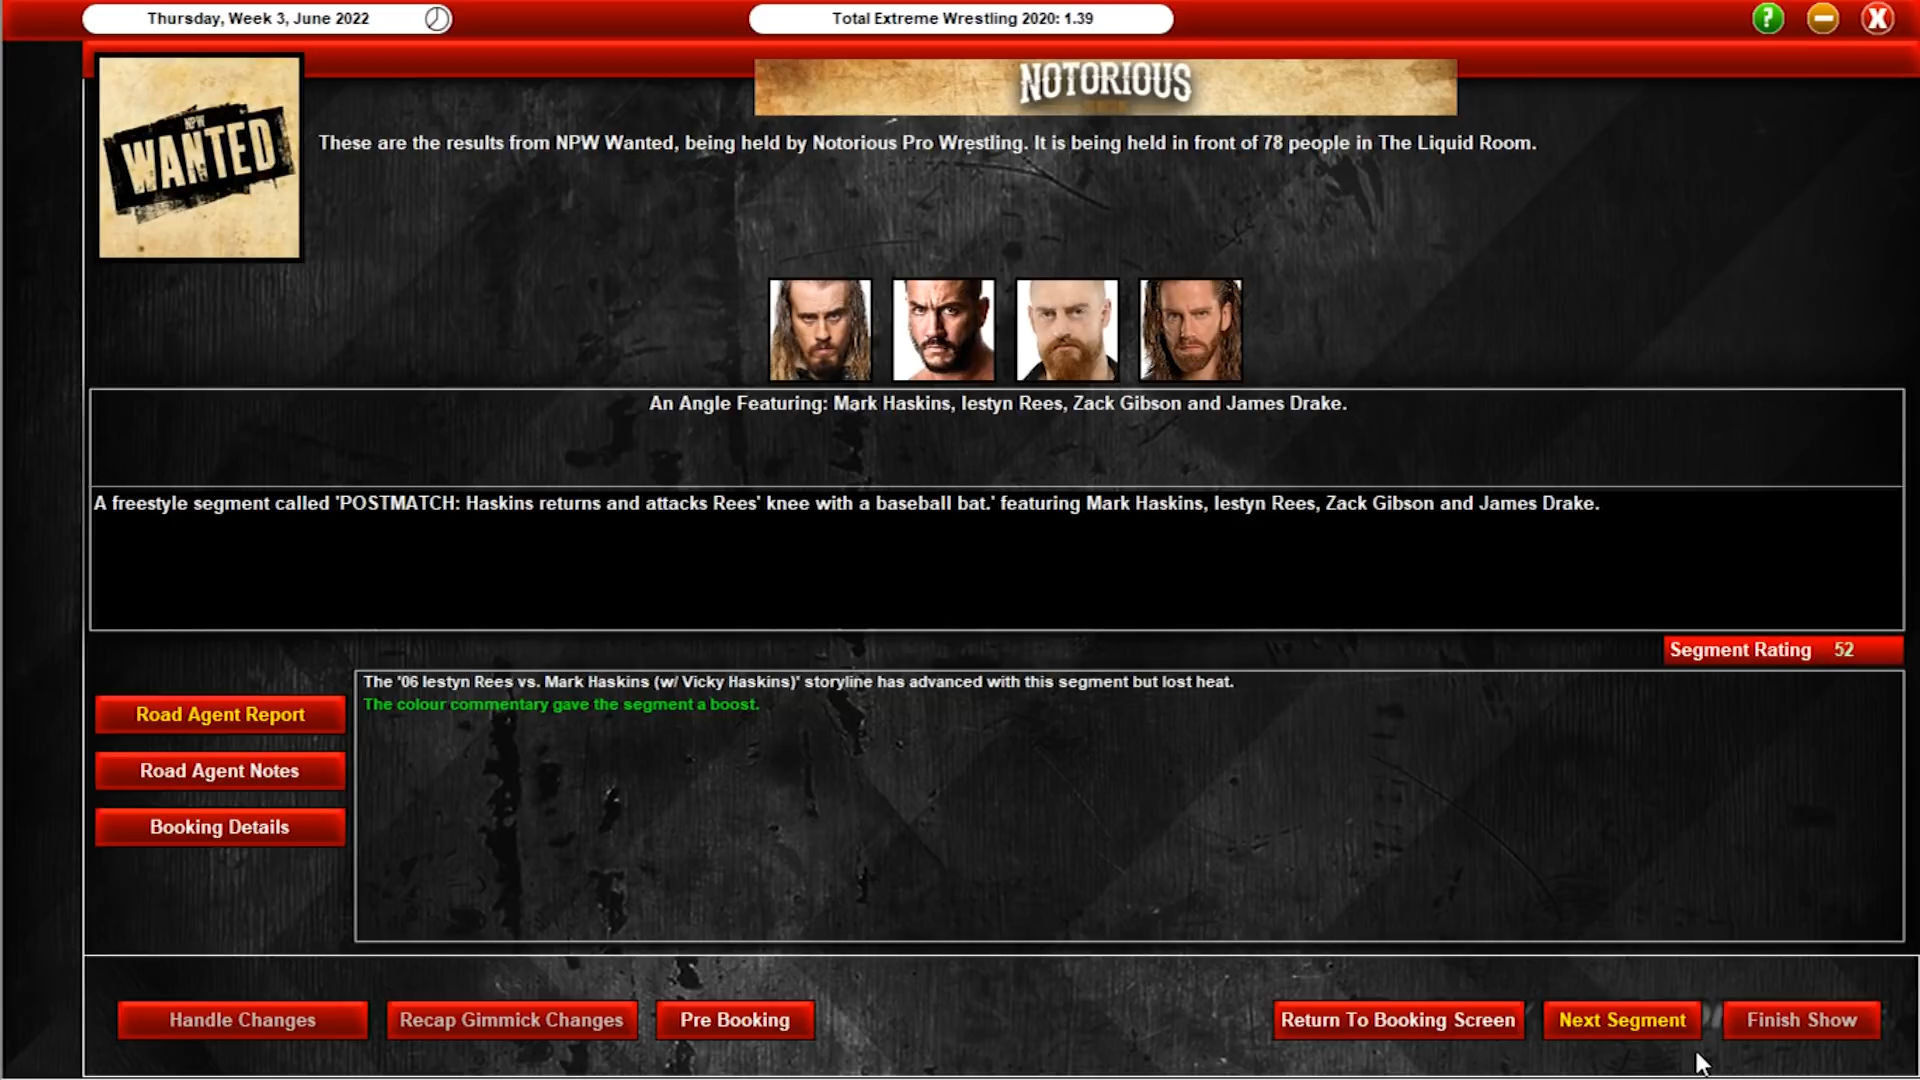 Thursday, Week 3, June 2022
Total Extreme Wrestling 2020: 1.39
?
X
NPW
WANTED
NOTORIOUS
These are the results from NPW Wanted, being held by Notorious Pro Wrestling. It is being held in front of 78 people in The Liquid Room.
An Angle Featuring: Mark Haskins, Iestyn Rees, Zack Gibson and James Drake.
A freestyle segment called 'POSTMATCH: Haskins returns and attacks Rees' knee with a baseball bat.' featuring Mark Haskins, Iestyn Rees, Zack Gibson and James Drake.
Segment Rating 52
The '06 Iestyn Rees vs. Mark Haskins (w/ Vicky Haskins)' storyline has advanced with this segment but lost heat.
The colour commentary gave the segment a boost.
Road Agent Report
Road Agent Notes
Booking Details
Handle Changes
Recap Gimmick Changes
Pre Booking
Return To Booking Screen
Next Segment
Finish Show